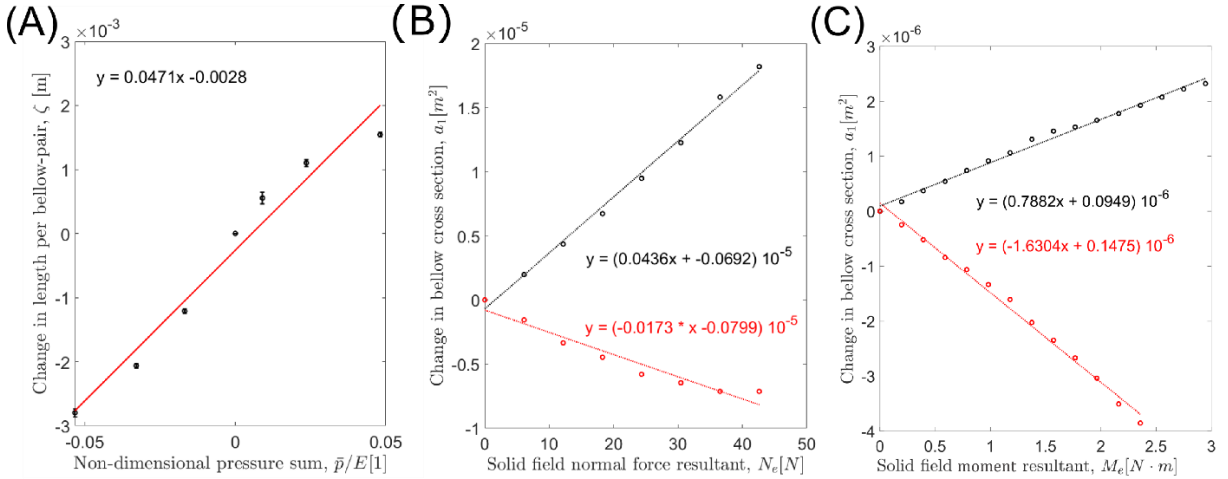 (A)
×10⁻³
3
2
1
0
-1
-2
-3
-0.05
0
0.05
y = 0.0471x -0.0028
Change in length per bellow-pair, ζ [m]
Non-dimensional pressure sum, p̄/E[1]
(B)
×10⁻⁵
2
1.5
1
0.5
0
-0.5
-1
0
10
20
30
40
50
y = (0.0436x + -0.0692) 10⁻⁵
y = (-0.0173 * x -0.0799) 10⁻⁵
Change in bellow cross section, a₁[m²]
Solid field normal force resultant, Nₑ[N]
(C)
×10⁻⁶
3
2
1
0
-1
-2
-3
-4
0
0.5
1
1.5
2
2.5
3
y = (0.7882x + 0.0949) 10⁻⁶
y = (-1.6304x + 0.1475) 10⁻⁶
Change in bellow cross section, a₁[m²]
Solid field moment resultant, Mₑ[N · m]